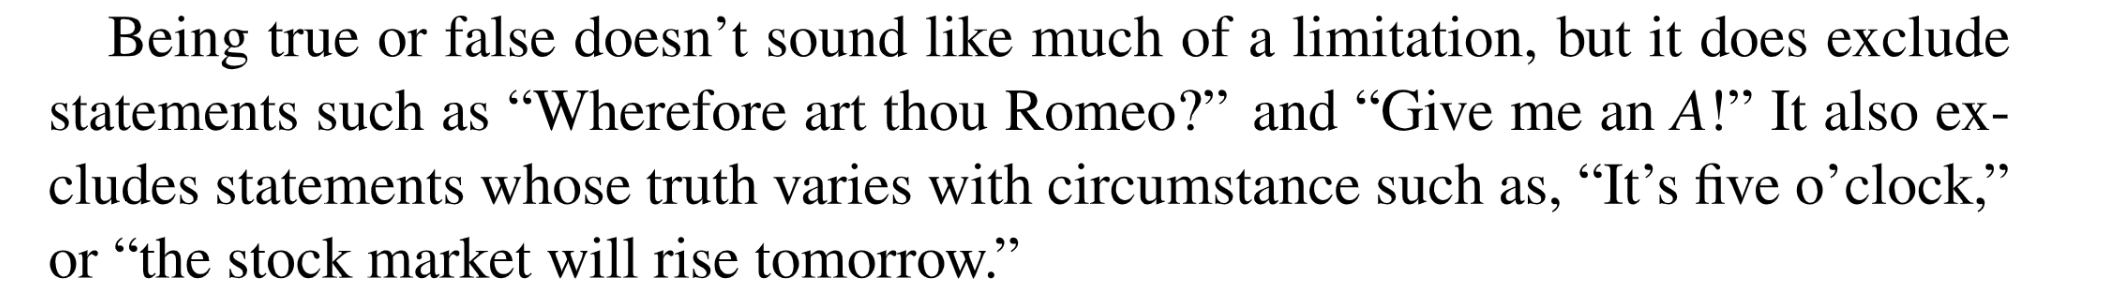 Being true or false doesn’t sound like much of a limitation, but it does exclude
statements such as “Wherefore art thou Romeo?” and “Give me an A!” It also ex-
cludes statements whose truth varies with circumstance such as, “It’s five o’clock,”
or “the stock market will rise tomorrow.”